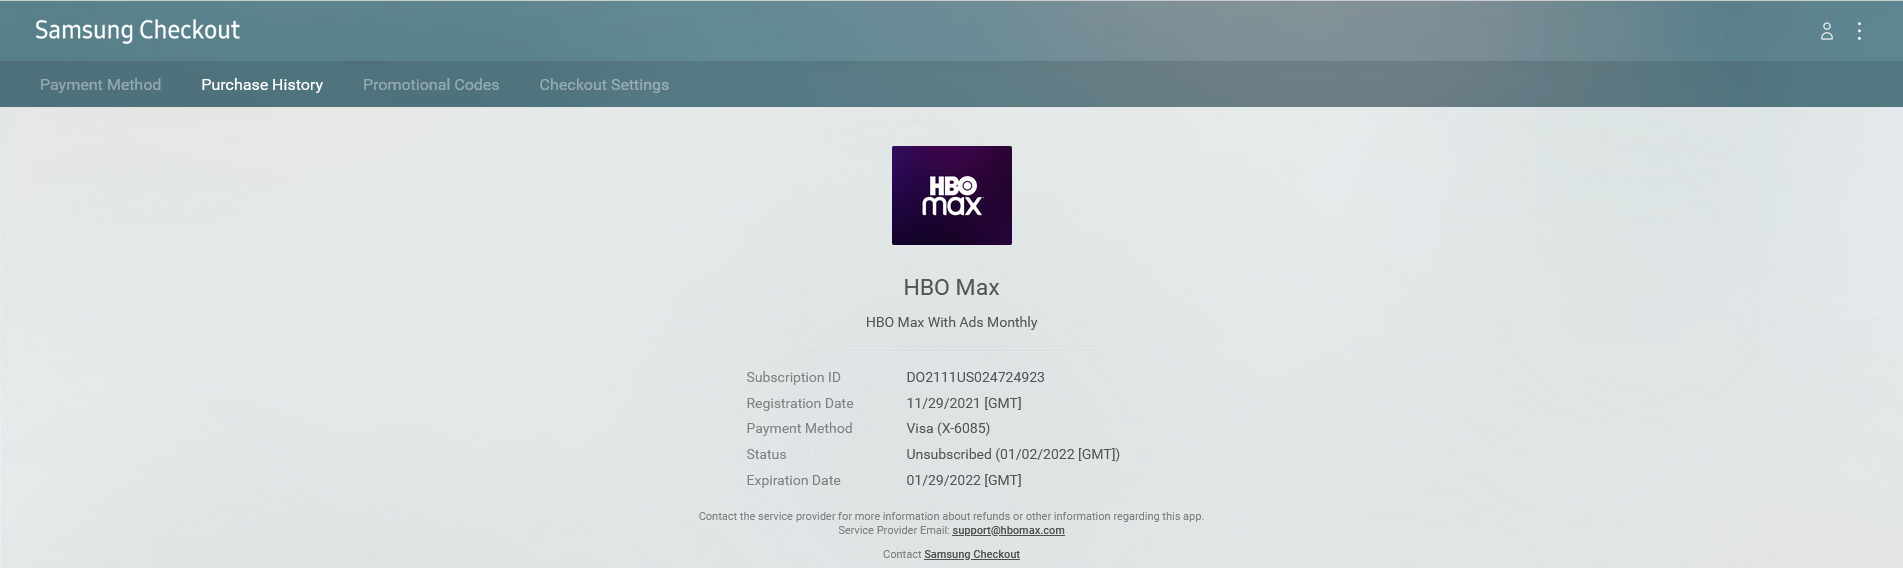 Samsung Checkout
Payment Method Purchase History Promotional Codes Checkout Settings
HBO
max
HBO Max
HBO Max With Ads Monthly
Subscription ID DO2111US024724923
Registration Date 11/29/2021 [GMT]
Payment Method Visa (X-6085)
Status Unsubscribed (01/02/2022 [GMT])
Expiration Date 01/29/2022 [GMT]
Contact the service provider for more information about refunds or other information regarding this app.
Service Provider Email: support@hbomax.com
Contact Samsung Checkout